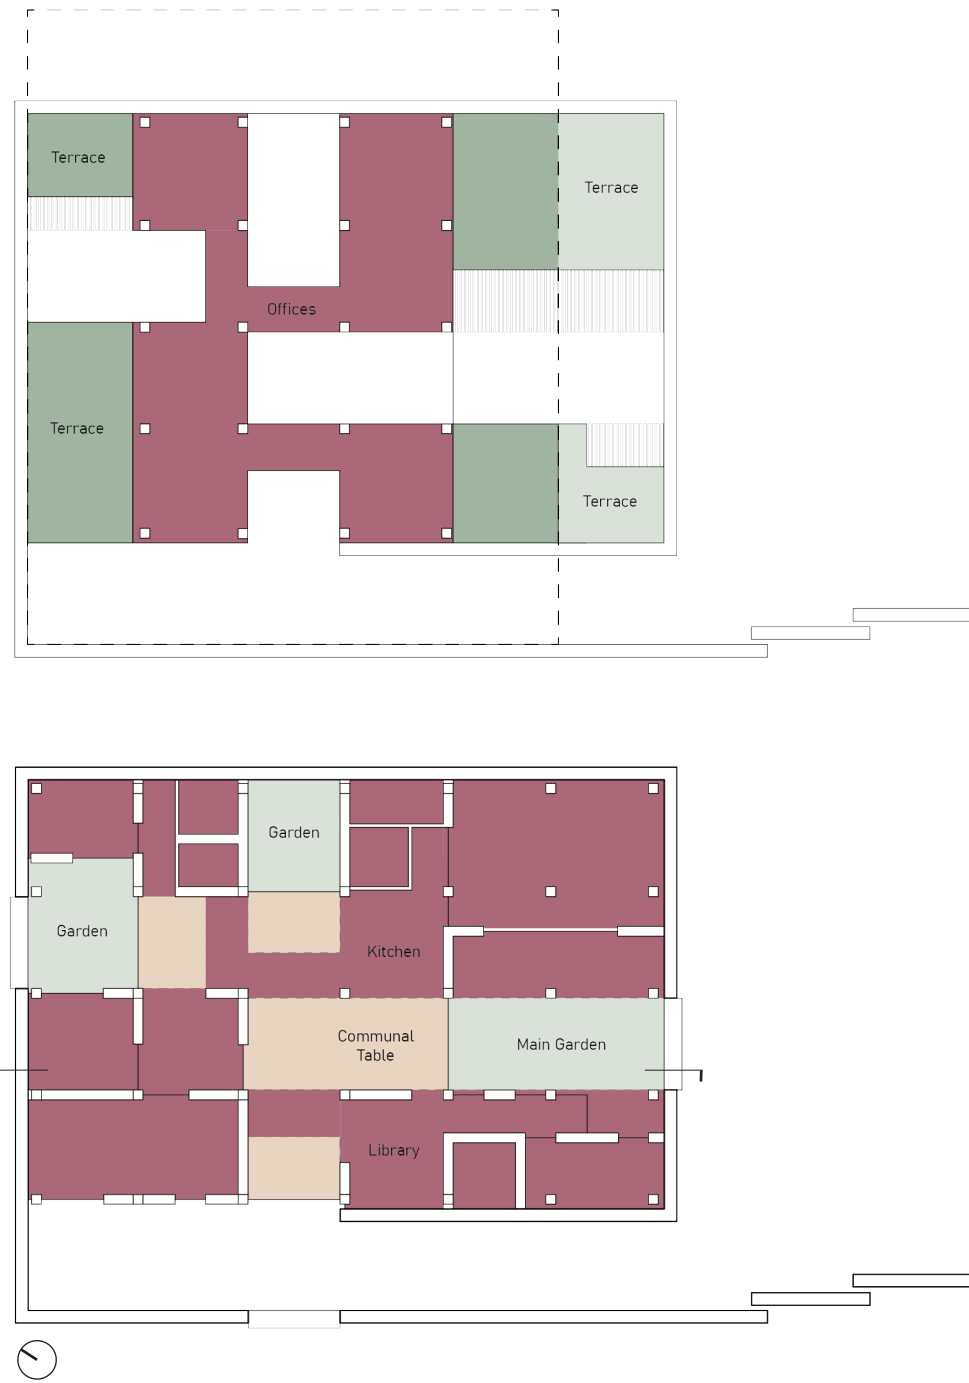 Terrace
Terrace
Offices
Terrace
Terrace
Garden
Garden
Kitchen
Communal
Table
Main Garden
Library